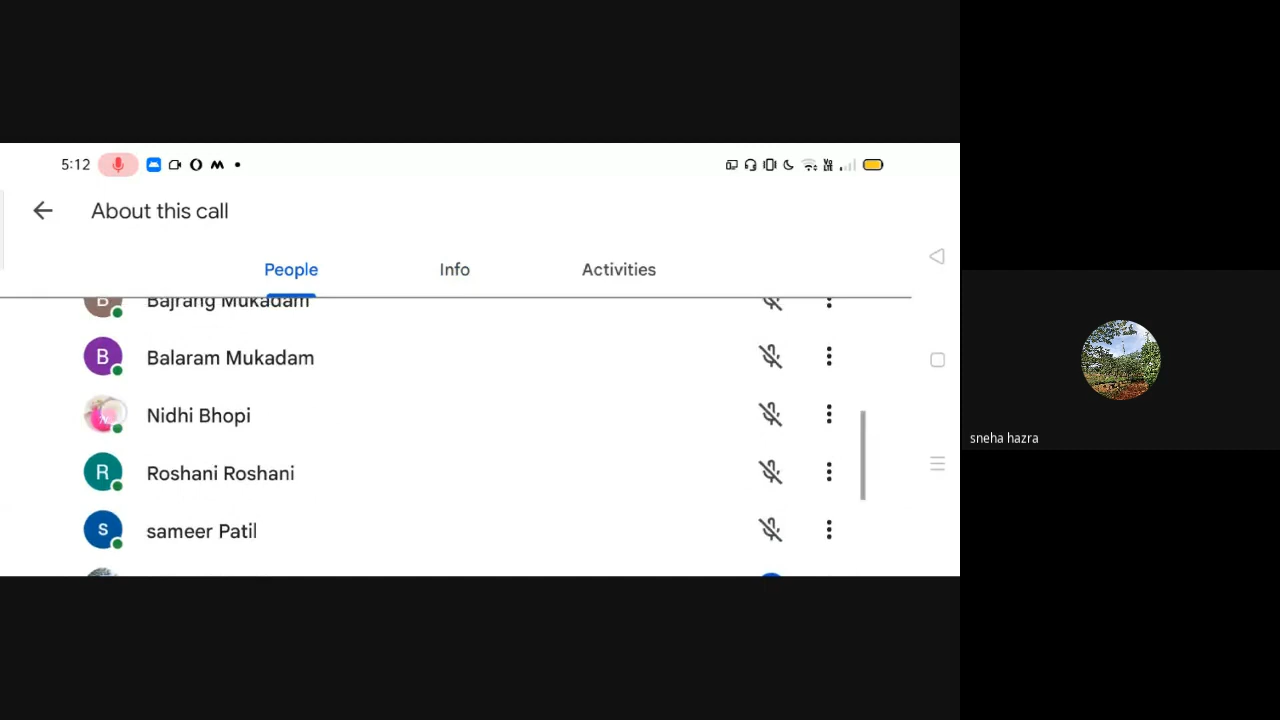 5:12
About this call
People
Info
Activities
B
Bajrang Mukadam
B
Balaram Mukadam
Nidhi Bhopi
R
Roshani Roshani
s
sameer Patil
sneha hazra